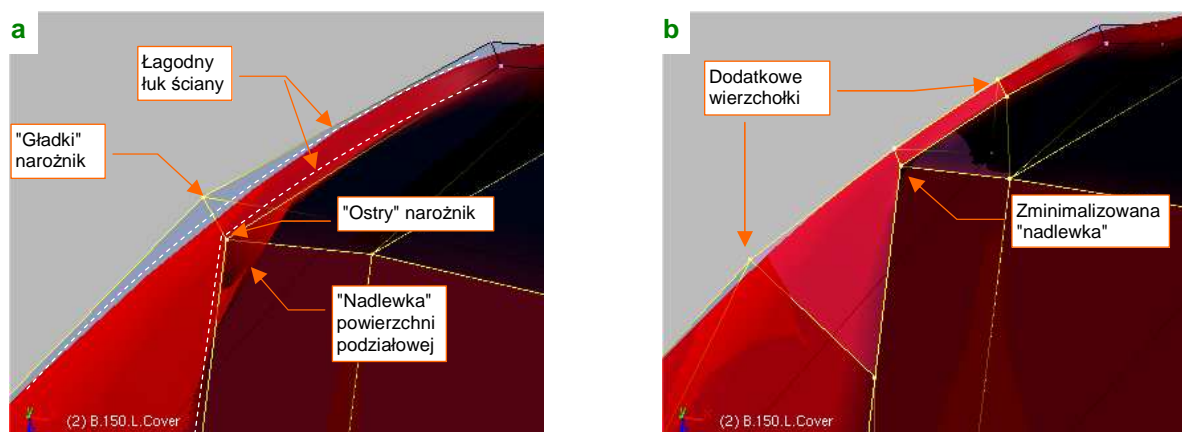 a
Łagodny
łuk ściany
"Gładki"
narożnik
"Ostry" narożnik
"Nadlewka"
powierzchni
podziałowej
(2) B.150.L.Cover
b
Dodatkowe
wierzchołki
Zminimalizowana
"nadlewka"
(2) B.150.L.Cover